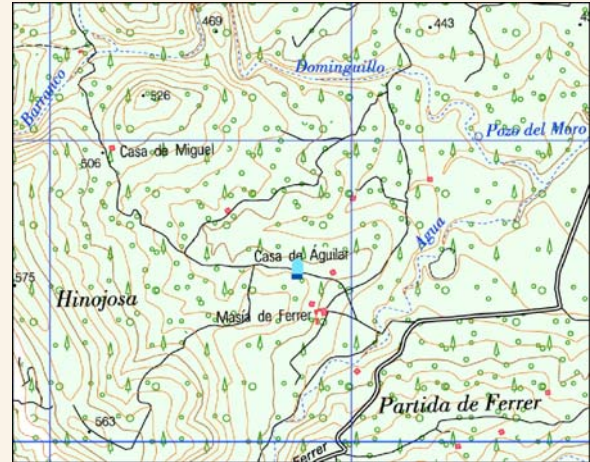 469
443
Dominguillo
Barranco
526
Pozo del Moro
506
Casa de Miguel
Agua
Casa de Aguilar
575
Hinojosa
Masia de Ferrer
Partida de Ferrer
563
Ferrer